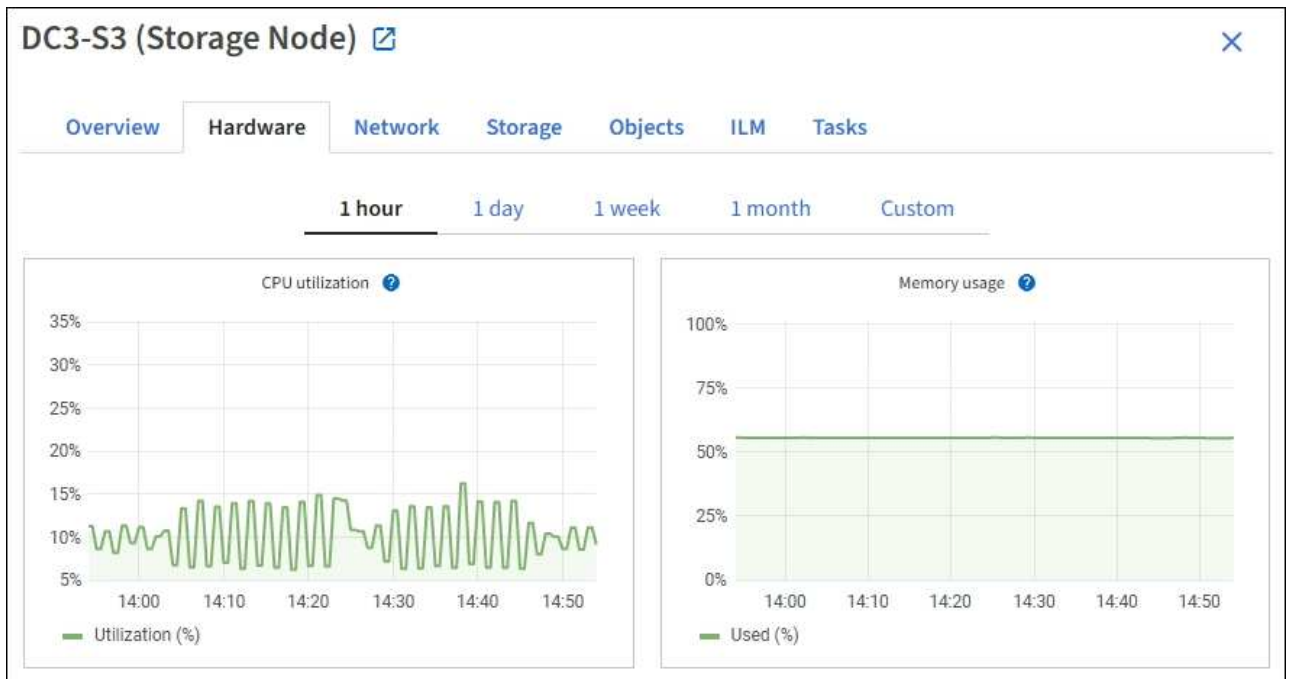 DC3-S3 (Storage Node)
Overview Hardware Network Storage Objects ILM Tasks
1 hour 1 day 1 week 1 month Custom
CPU utilization ?
35%
30%
25%
20%
15%
10%
5%
14:00 14:10 14:20 14:30 14:40 14:50
Utilization (%)
Memory usage ?
100%
75%
50%
25%
0%
14:00 14:10 14:20 14:30 14:40 14:50
Used (%)